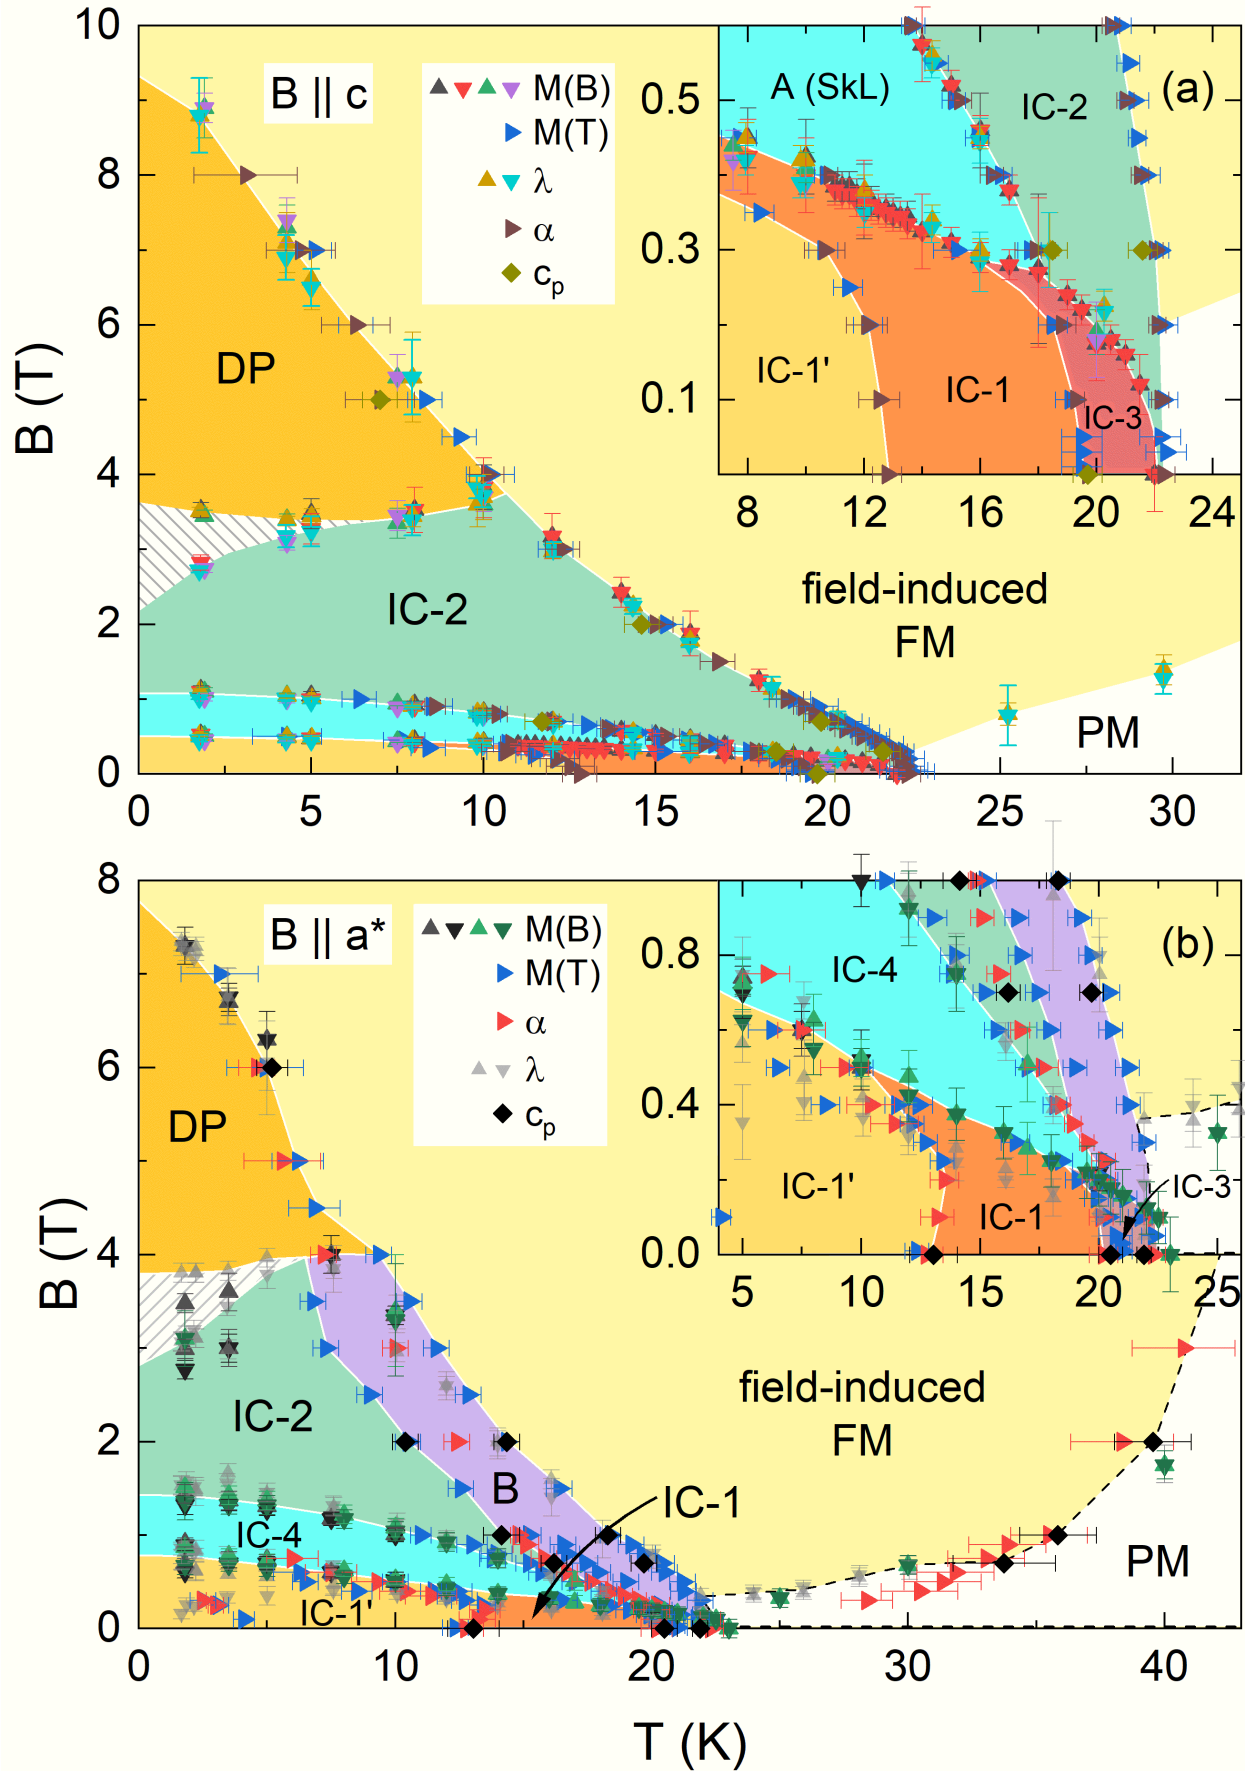 10
8
6
4
2
0
B (T)
B || c
M(B)
M(T)
λ
α
c_p
DP
IC-2
field-induced
FM
PM
0 5 10 15 20 25 30
(a)
A (SkL)
IC-2
IC-1'
IC-1
IC-3
0.5
0.3
0.1
8 12 16 20 24
8
6
4
2
0
B (T)
B || a*
M(B)
M(T)
α
λ
c_p
DP
IC-2
IC-4
IC-1'
B
IC-1
field-induced
FM
PM
0 10 20 30 40
T (K)
(b)
IC-4
IC-1'
IC-1
IC-3
0.8
0.4
0.0
5 10 15 20 25